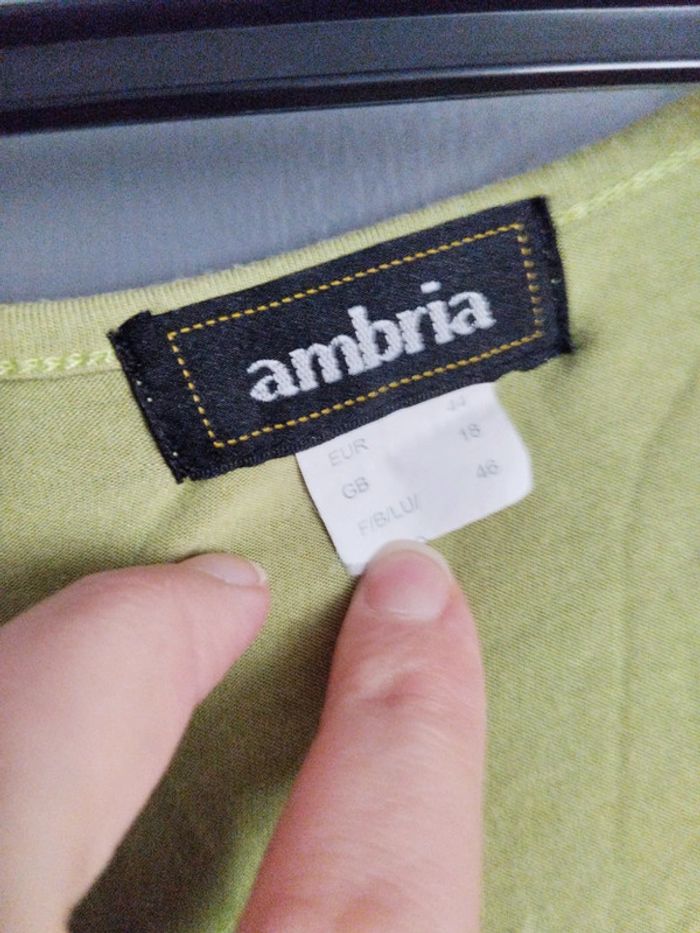 ambria
EUR 44
GB 18
F/B/LU/ 46